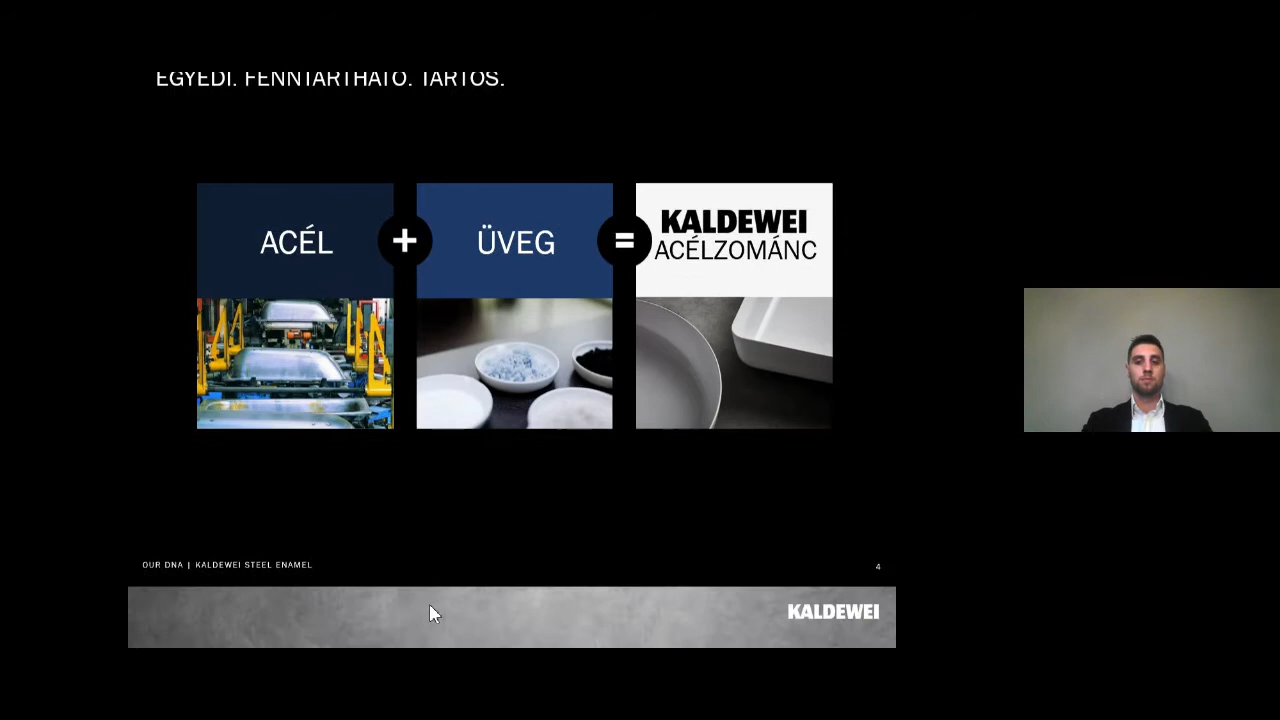 EGYEDI. FENNTARTHATÓ. TARTÓS.
ACÉL
+
ÜVEG
=
KALDEWEI
ACÉLZOMÁNC
OUR DNA | KALDEWEI STEEL ENAMEL
4
KALDEWEI